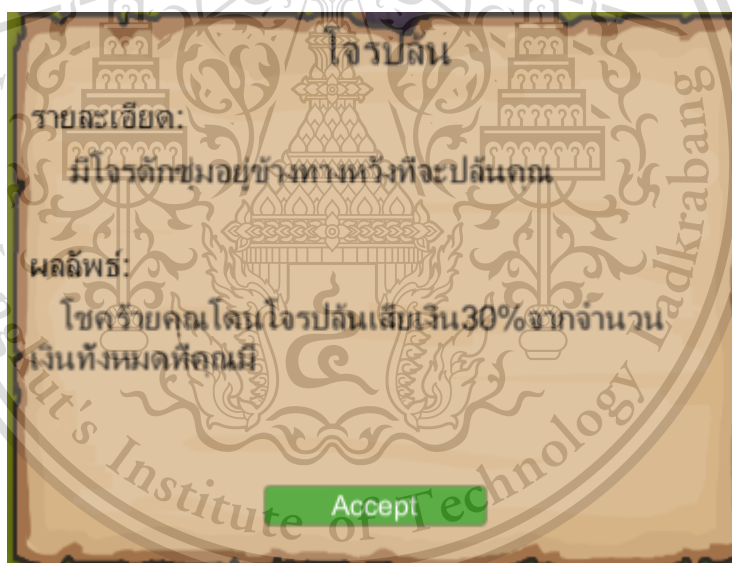 โจรปล้น
รายละเอียด:
มีโจรดักซุ่มอยู่ข้างทางหวังที่จะปล้นคุณ
ผลลัพธ์:
โชคร้ายคุณโดนโจรปล้นเสียเงิน30%จากจำนวน
เงินทั้งหมดที่คุณมี
Accept
Institute of Technology Ladkrabang